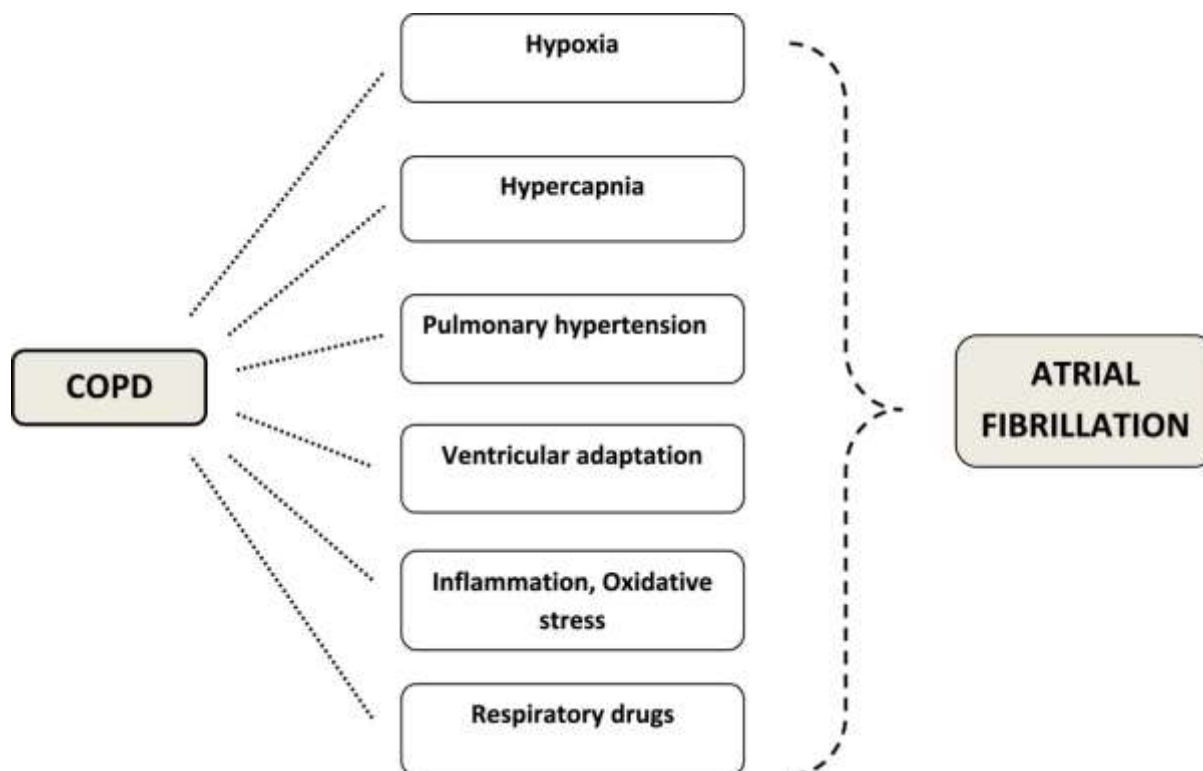 Hypoxia
Hypercapnia
Pulmonary hypertension
COPD
Ventricular adaptation
Inflammation, Oxidative
stress
Respiratory drugs
ATRIAL
FIBRILLATION